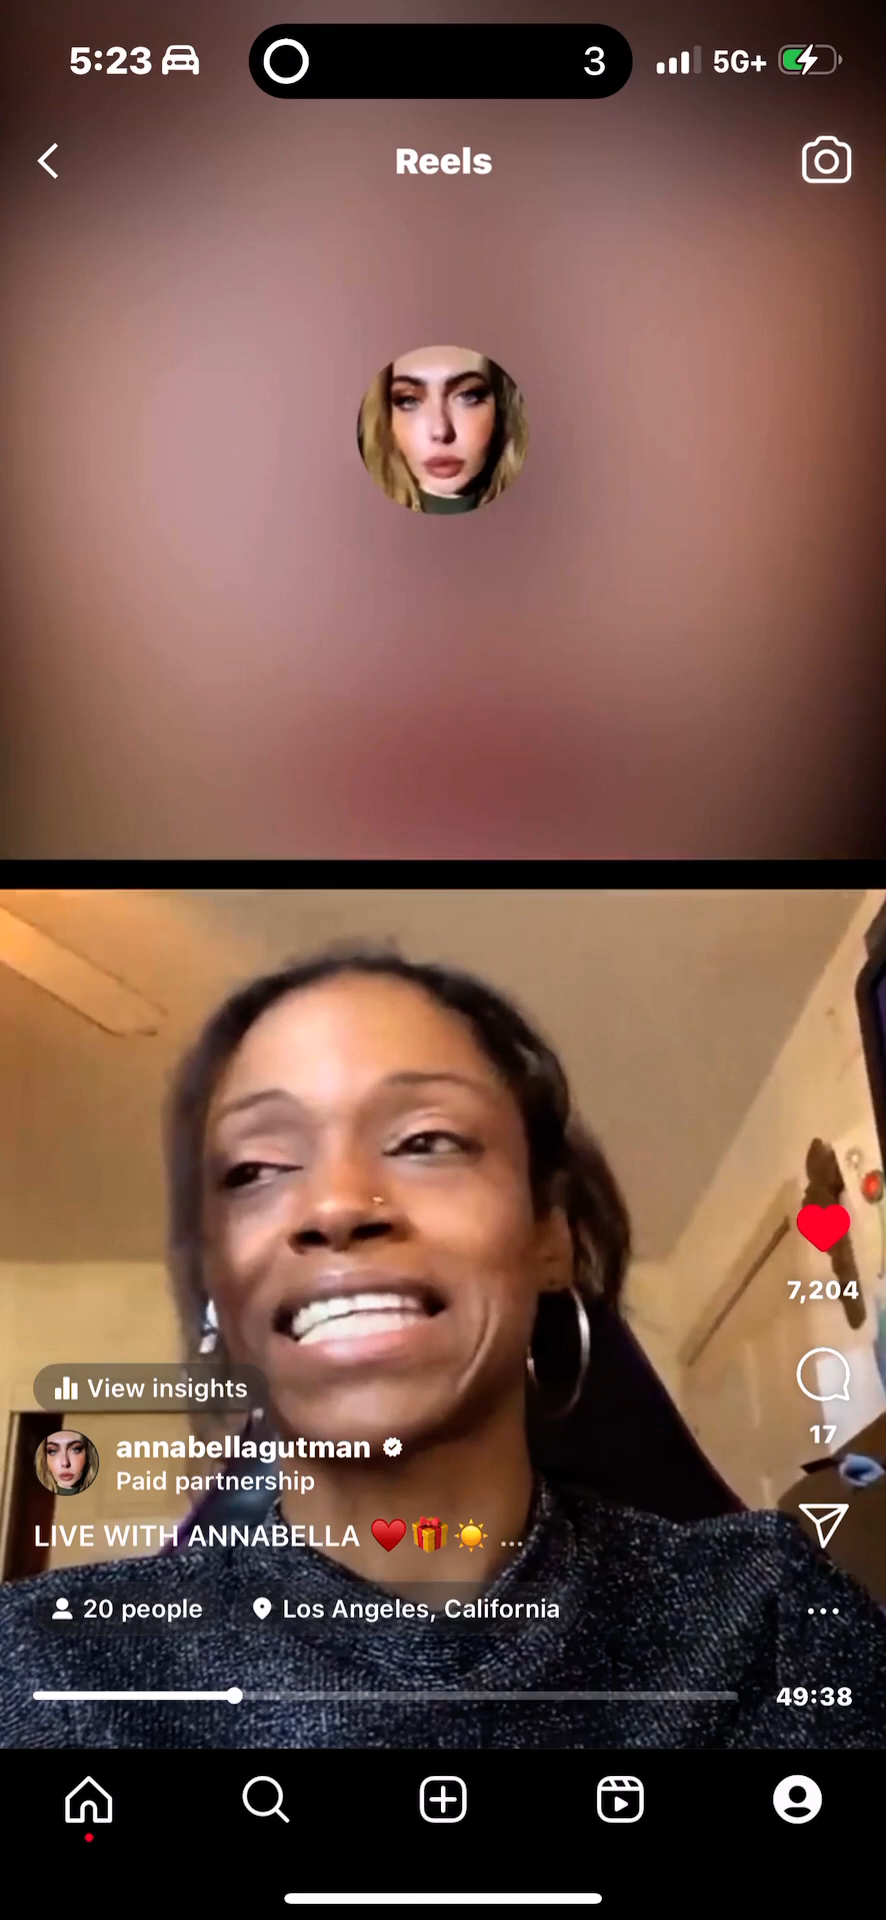 5:23
3
5G+
Reels
7,204
View insights
17
annabellagutman
Paid partnership
LIVE WITH ANNABELLA ❤️🎁☀️ ...
20 people
Los Angeles, California
49:38